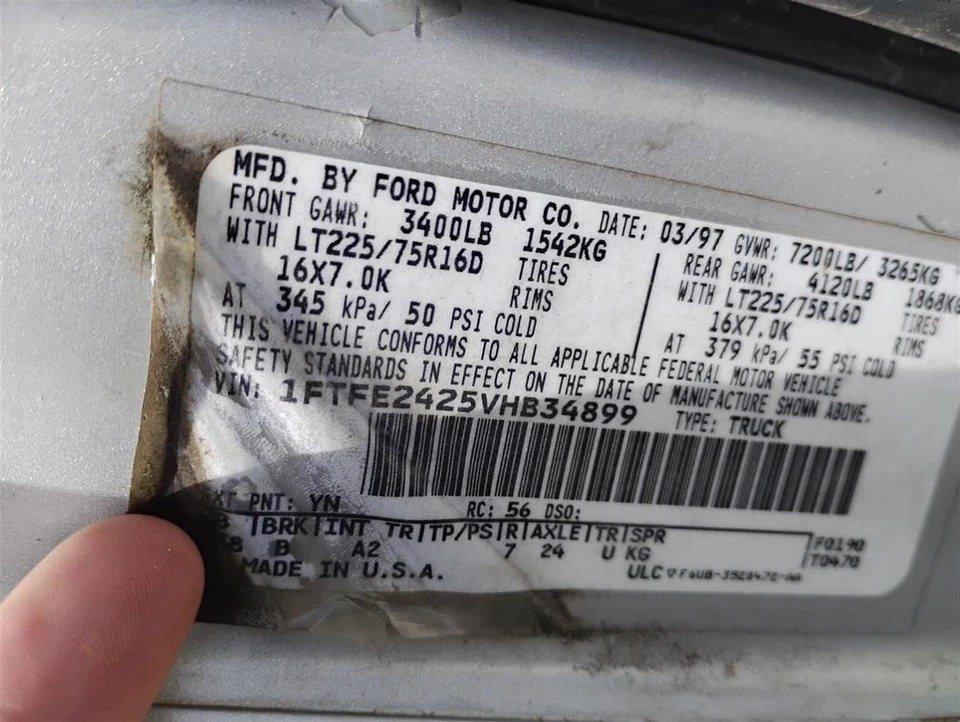 MFD. BY FORD MOTOR CO. DATE: 03/97 GVWR: 7200LB/ 3265KG
FRONT GAWR: 3400LB 1542KG REAR GAWR: 4120LB 1868KG
WITH LT225/75R16D TIRES WITH LT225/75R16D TIRES
16X7.0K RIMS 16X7.0K RIMS
AT 345 kPa/ 50 PSI COLD AT 379 kPa/ 55 PSI COLD
THIS VEHICLE CONFORMS TO ALL APPLICABLE FEDERAL MOTOR VEHICLE
SAFETY STANDARDS IN EFFECT ON THE DATE OF MANUFACTURE SHOWN ABOVE.
VIN: 1FTFE2425VHB34899 TYPE: TRUCK
EXT PNT: YN RC: 56 DSO:
BRK INT TR TP/PS R AXLE TR SPR F0190
B A2 7 24 U KG T0470
MADE IN U.S.A. ULC